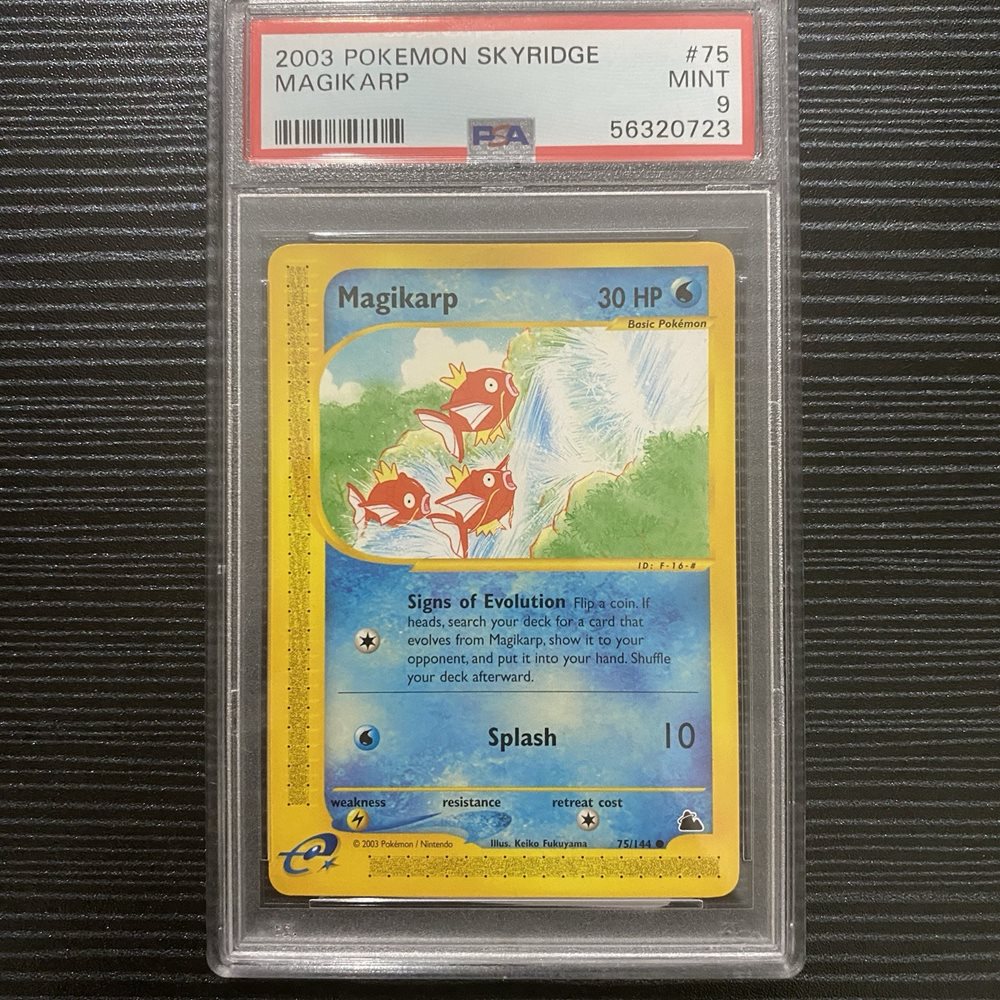 2003 POKEMON SKYRIDGE #75
MAGIKARP MINT
9
PSA 56320723
Magikarp 30 HP
Basic Pokémon
ID: F-16-#
Signs of Evolution Flip a coin. If
heads, search your deck for a card that
evolves from Magikarp, show it to your
opponent, and put it into your hand. Shuffle
your deck afterward.
Splash 10
weakness resistance retreat cost
e
© 2003 Pokémon / Nintendo Illus. Keiko Fukuyama 75/144